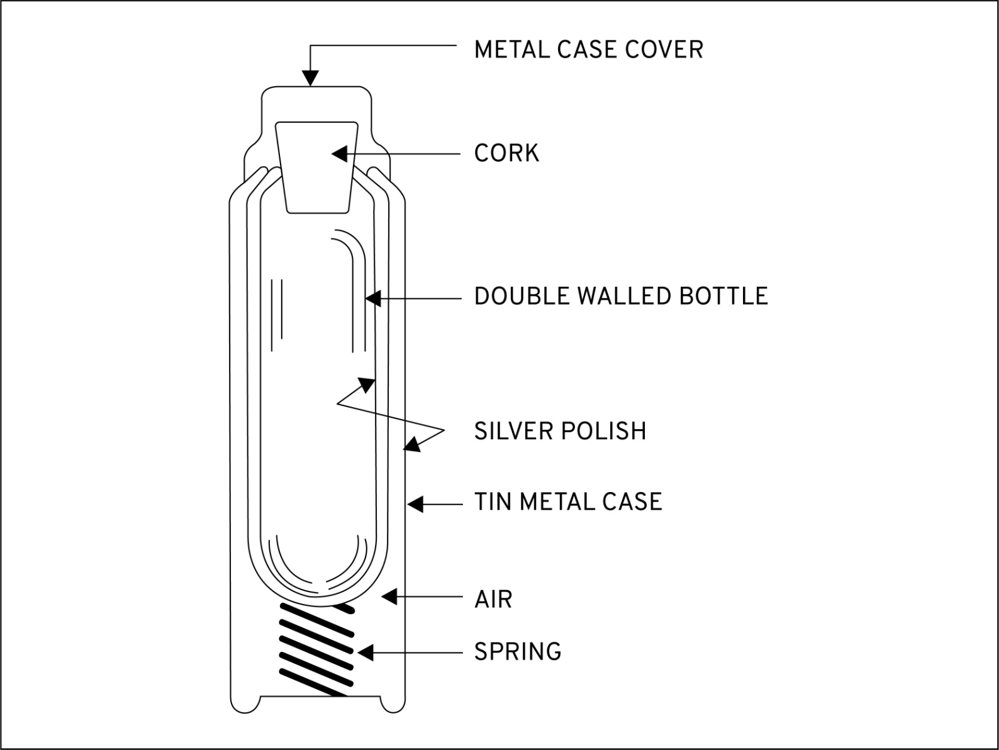 METAL CASE COVER
CORK
DOUBLE WALLED BOTTLE
SILVER POLISH
TIN METAL CASE
AIR
SPRING